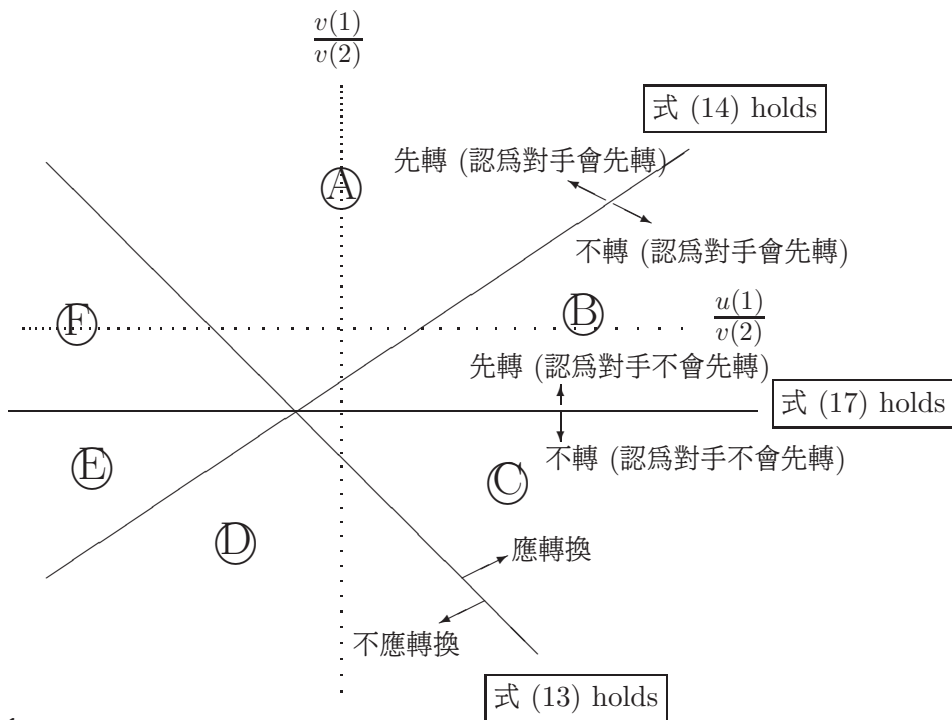 v(1)
v(2)
式 (14) holds
先轉 (認爲對手會先轉)
A
不轉 (認爲對手會先轉)
F
B
u(1)
v(2)
先轉 (認爲對手不會先轉)
式 (17) holds
不轉 (認爲對手不會先轉)
E
C
D
應轉換
不應轉換
式 (13) holds